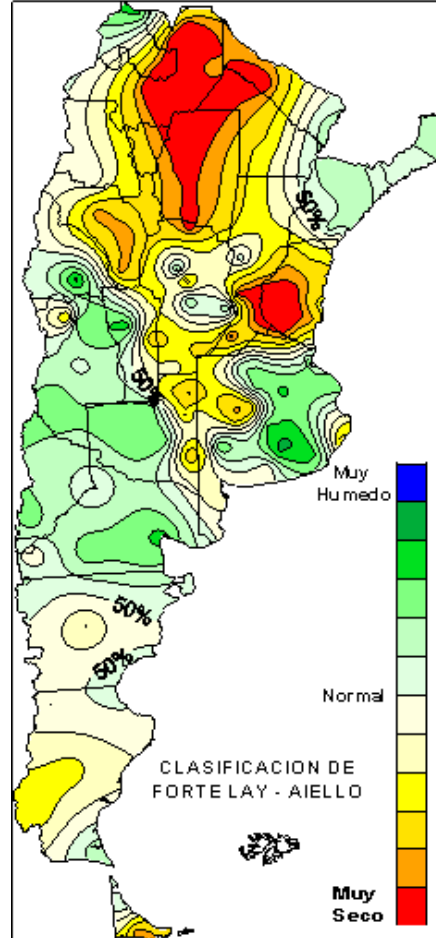 50%
50%
Muy
Humedo
50%
50%
Normal
CLASIFICACION DE
FORTE LAY - AIELLO
Muy
Seco